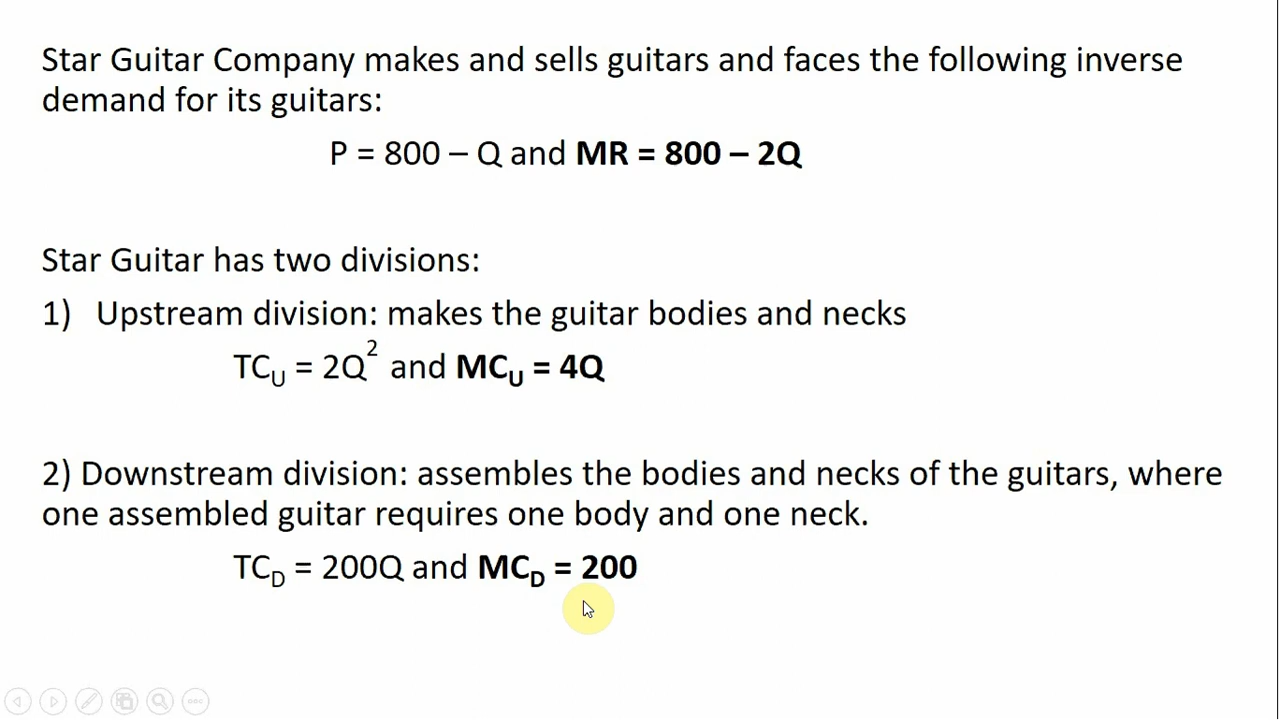 Star Guitar Company makes and sells guitars and faces the following inverse
demand for its guitars:
P = 800 – Q and MR = 800 – 2Q
Star Guitar has two divisions:
1) Upstream division: makes the guitar bodies and necks
TCU = 2Q² and MCU = 4Q
2) Downstream division: assembles the bodies and necks of the guitars, where
one assembled guitar requires one body and one neck.
TCD = 200Q and MCD = 200